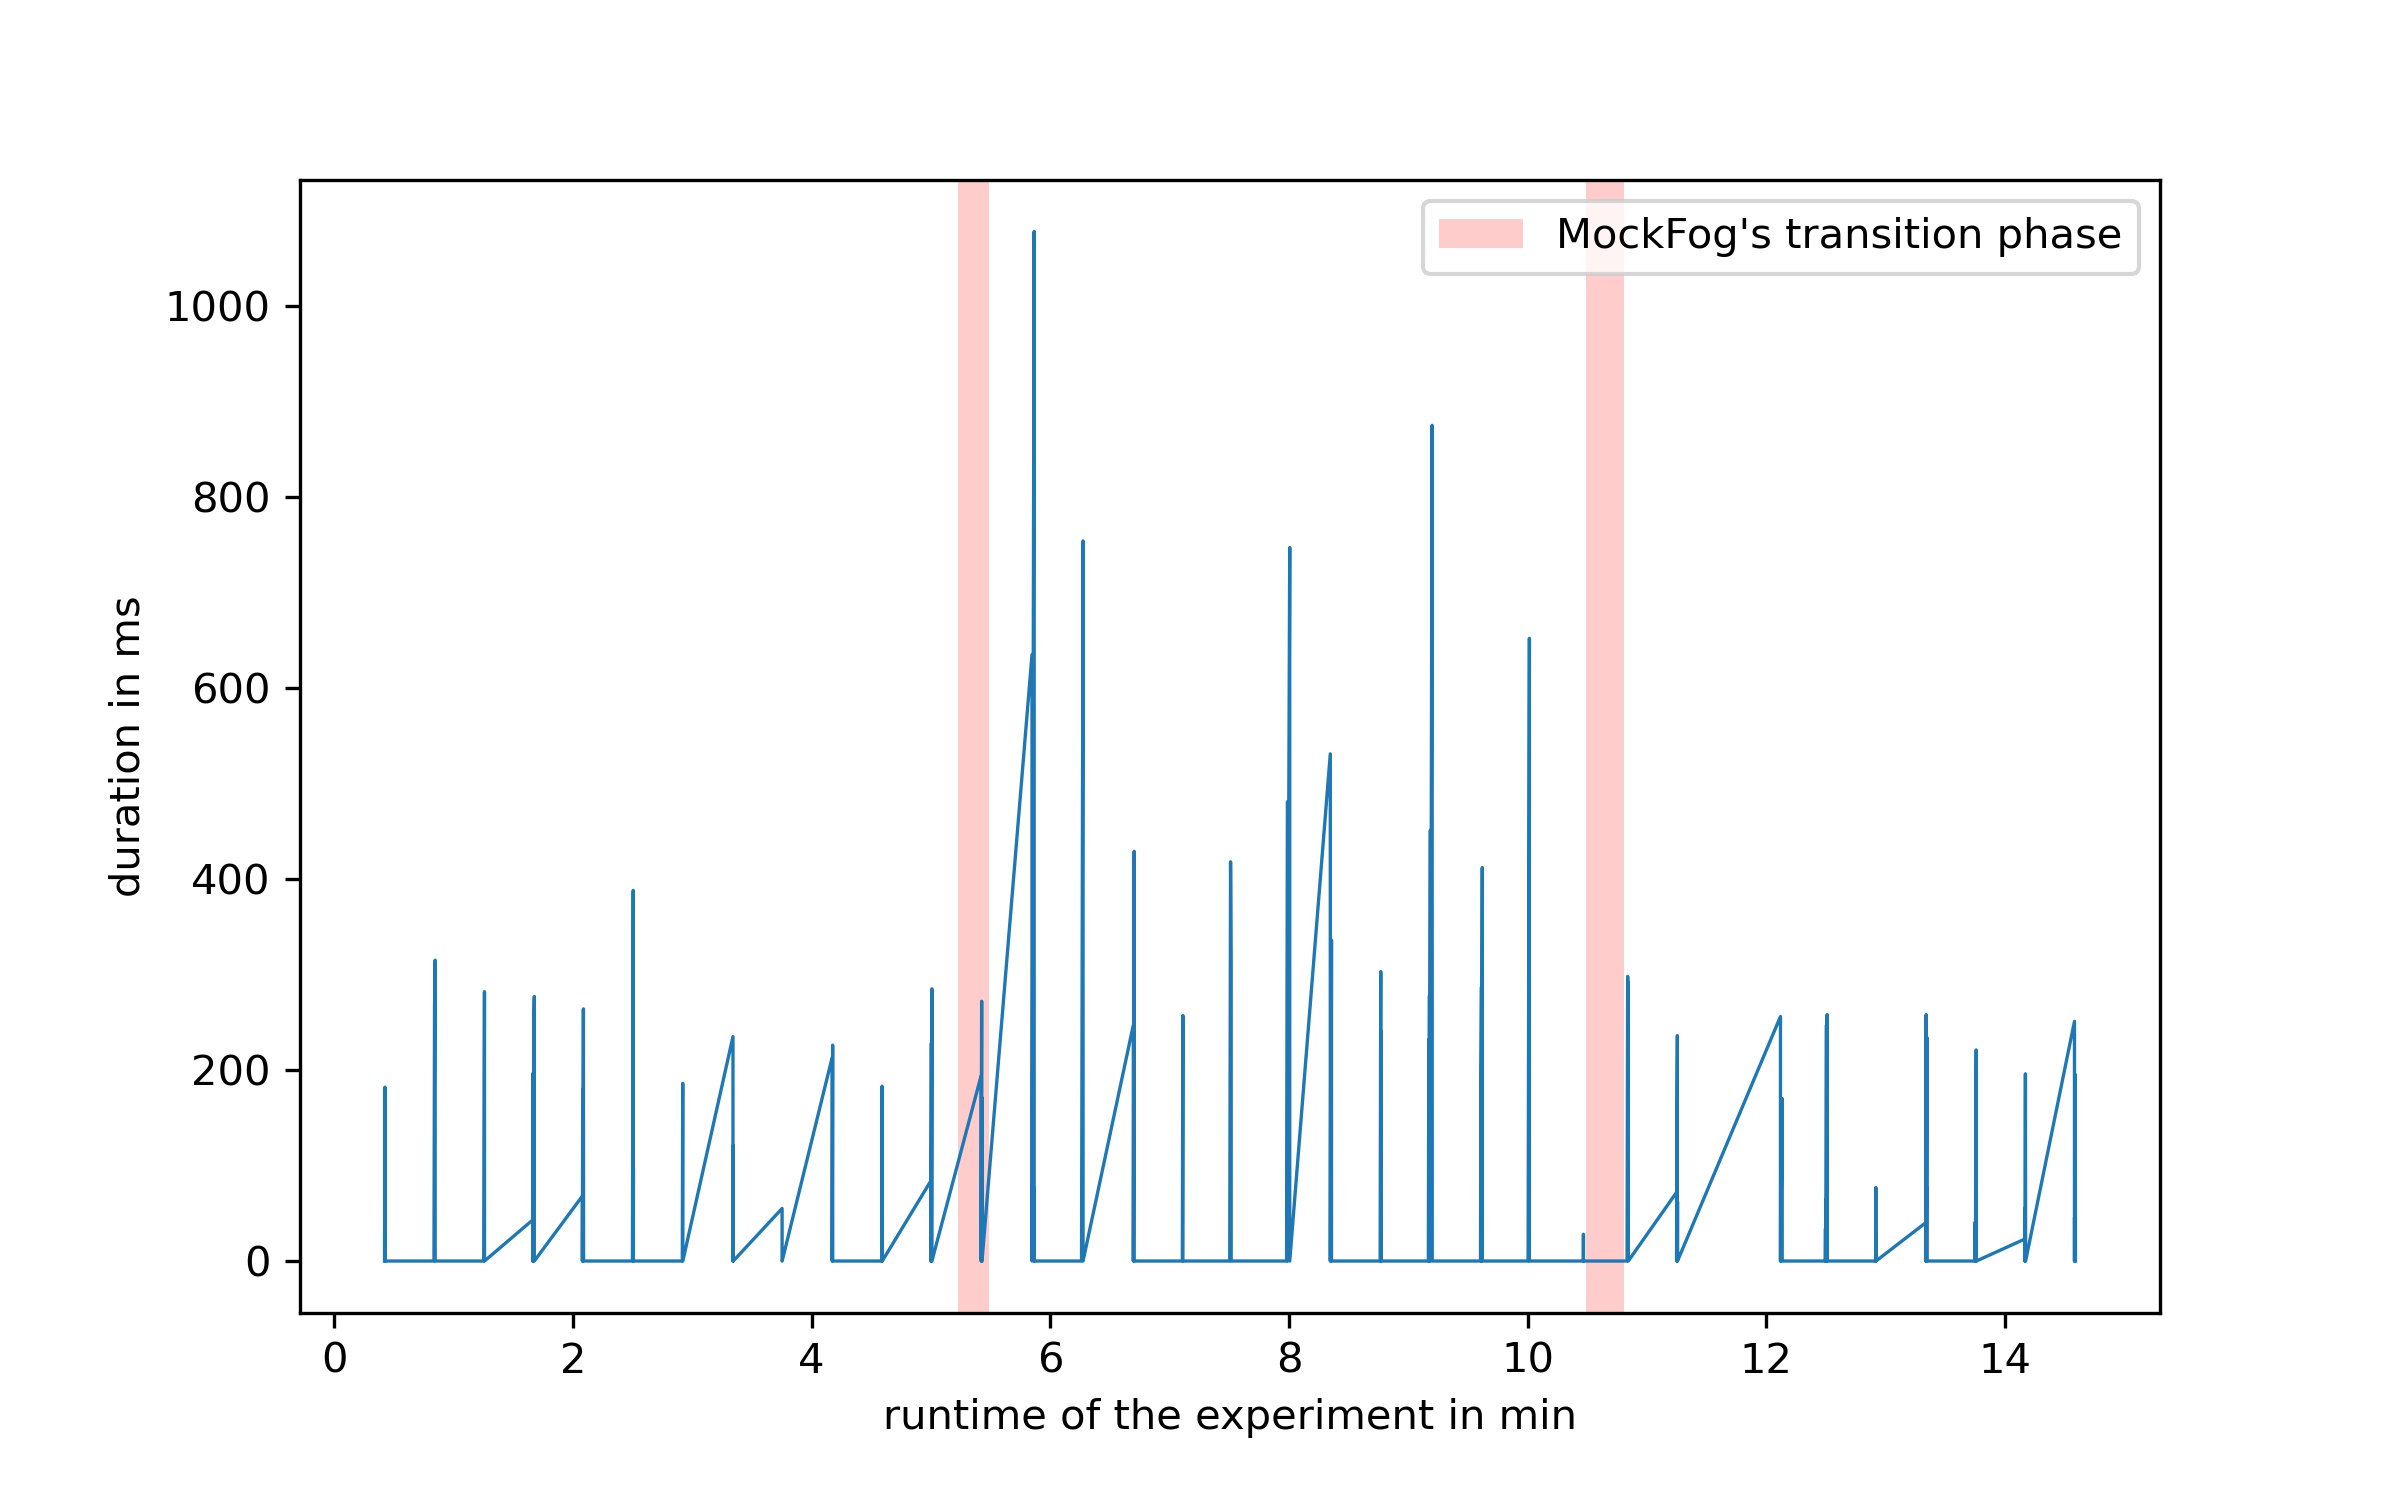 MockFog's transition phase
1000
800
600
400
200
0
duration in ms
0 2 4 6 8 10 12 14
runtime of the experiment in min